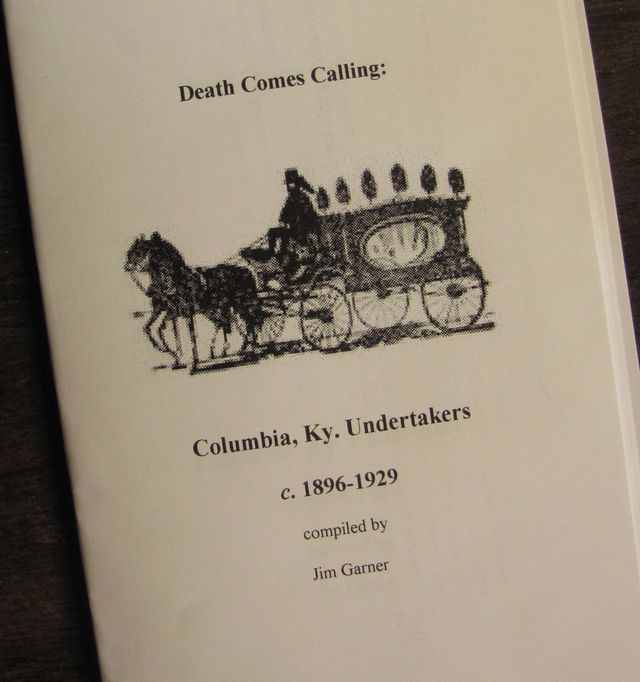 Death Comes Calling:
Columbia, Ky. Undertakers
c. 1896-1929
compiled by
Jim Garner